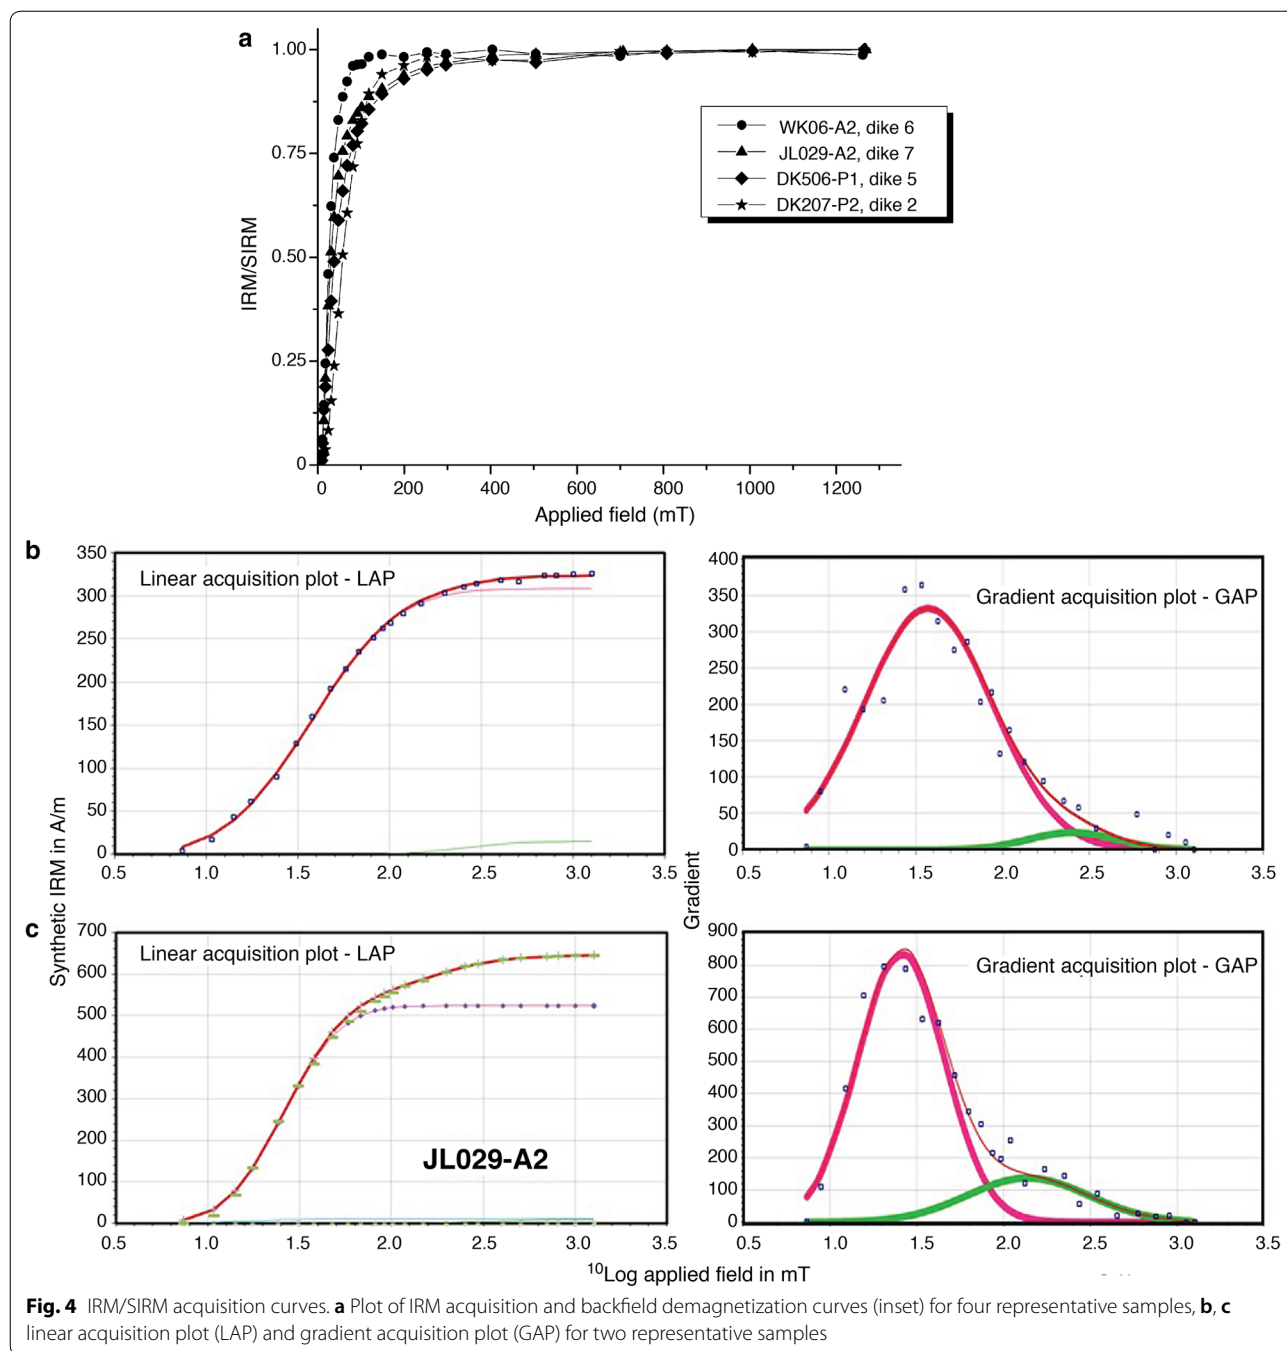 a
1.00
0.75
0.50
0.25
0
IRM/SIRM
0 200 400 600 800 1000 1200
Applied field (mT)
WK06-A2, dike 6
JL029-A2, dike 7
DK506-P1, dike 5
DK207-P2, dike 2
b
350
300
250
200
150
100
50
0
Linear acquisition plot - LAP
0.5 1.0 1.5 2.0 2.5 3.0 3.5
400
350
300
250
200
150
100
50
0
Gradient acquisition plot - GAP
0.5 1.0 1.5 2.0 2.5 3.0 3.5
Synthetic IRM in A/m
Gradient
c
700
600
500
400
300
200
100
0
Linear acquisition plot - LAP
JL029-A2
0.5 1.0 1.5 2.0 2.5 3.0 3.5
900
800
700
600
500
400
300
200
100
0
Gradient acquisition plot - GAP
0.5 1.0 1.5 2.0 2.5 3.0 3.5
¹⁰Log applied field in mT
Fig. 4 IRM/SIRM acquisition curves. a Plot of IRM acquisition and backfield demagnetization curves (inset) for four representative samples, b, c
linear acquisition plot (LAP) and gradient acquisition plot (GAP) for two representative samples